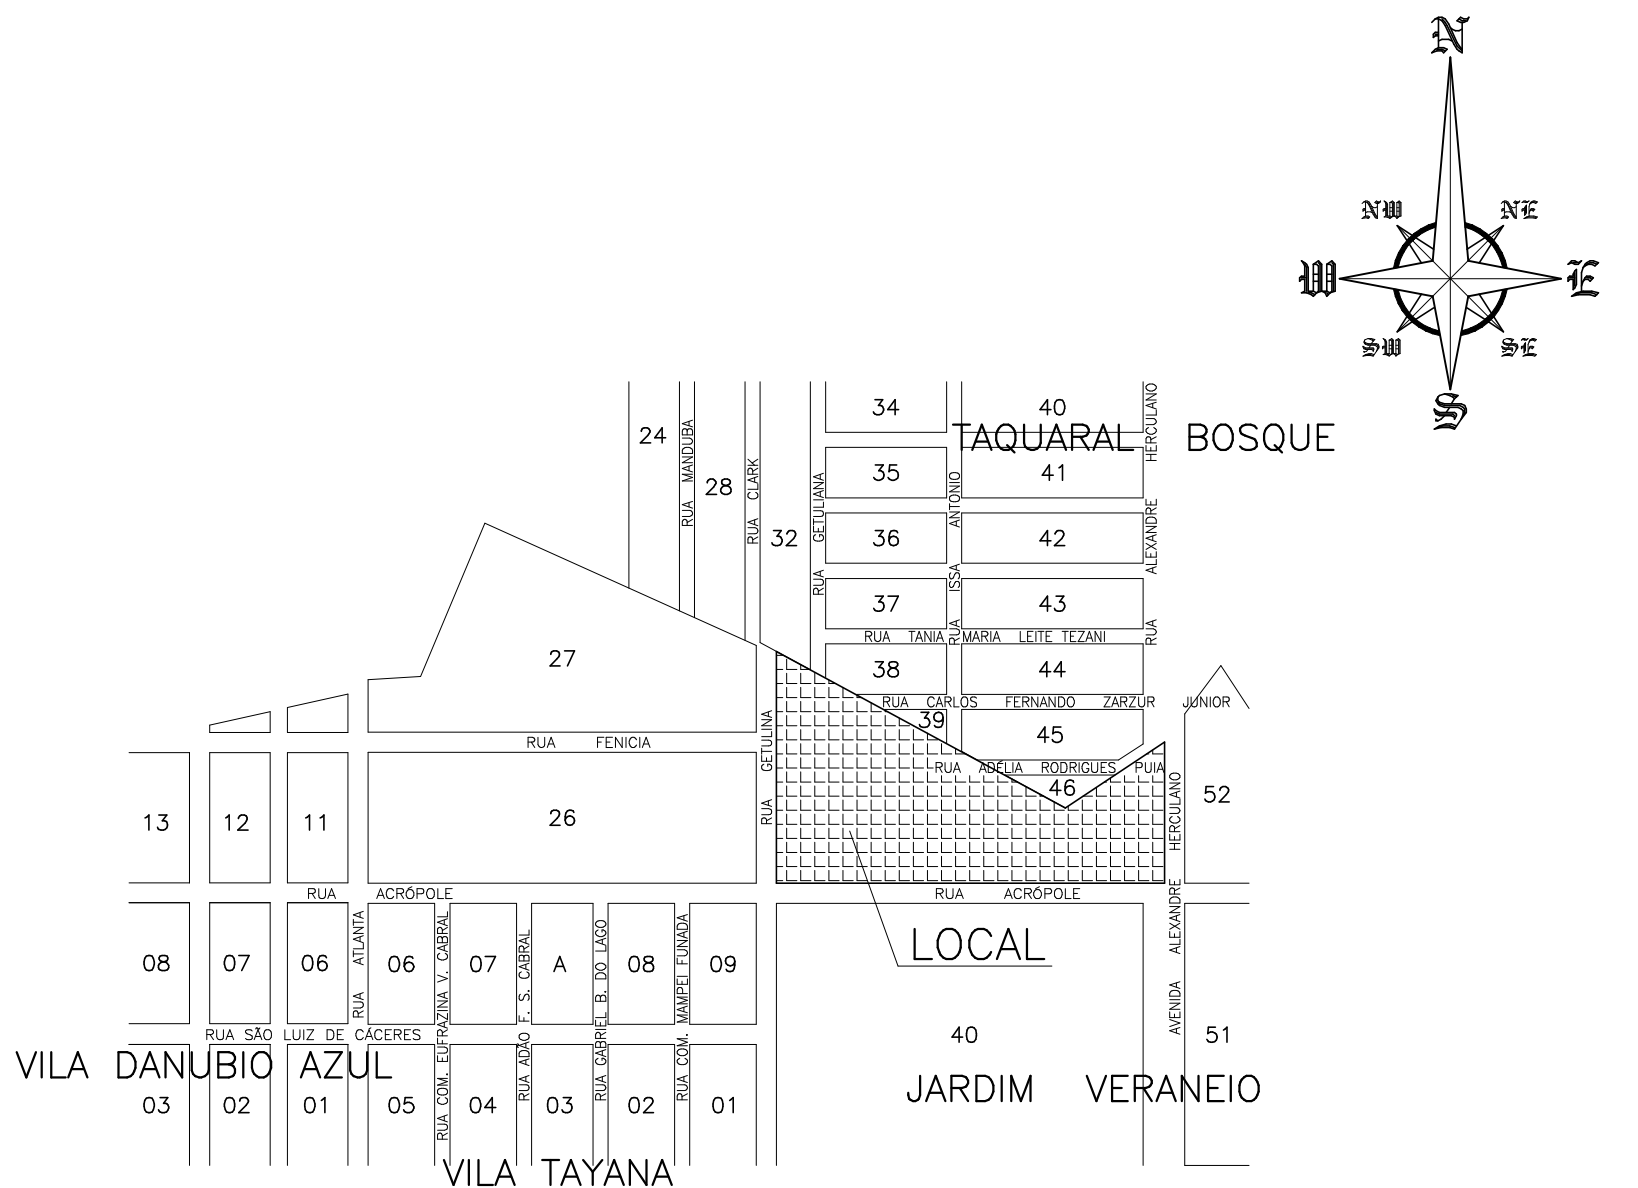 N
NW
NE
W
E
SW
SE
S
34
40
24
RUA MANDUBA
TAQUARAL BOSQUE
RUA ALEXANDRE HERCULANO
35
41
28
RUA CLARK
RUA GETULIANA
RUA ISSA ANTONIO
32
36
42
37
43
RUA TANIA MARIA LEITE TEZANI
27
38
44
RUA CARLOS FERNANDO ZARZUR JUNIOR
39
45
RUA FENICIA
RUA GETULINA
RUA ADÉLIA RODRIGUES PUIA
46
52
13
12
11
26
AVENIDA ALEXANDRE HERCULANO
RUA ACRÓPOLE
RUA ACRÓPOLE
LOCAL
08
07
06
RUA ATLANTA
06
RUA COM. EUFRAZINA V. CABRAL
07
RUA ADÃO F. S. CABRAL
A
RUA GABRIEL B. DO LAGO
08
RUA COM. MAMPEI FUNADA
09
RUA SÃO LUIZ DE CÁCERES
40
51
VILA DANUBIO AZUL
JARDIM VERANEIO
03
02
01
05
04
03
02
01
VILA TAYANA